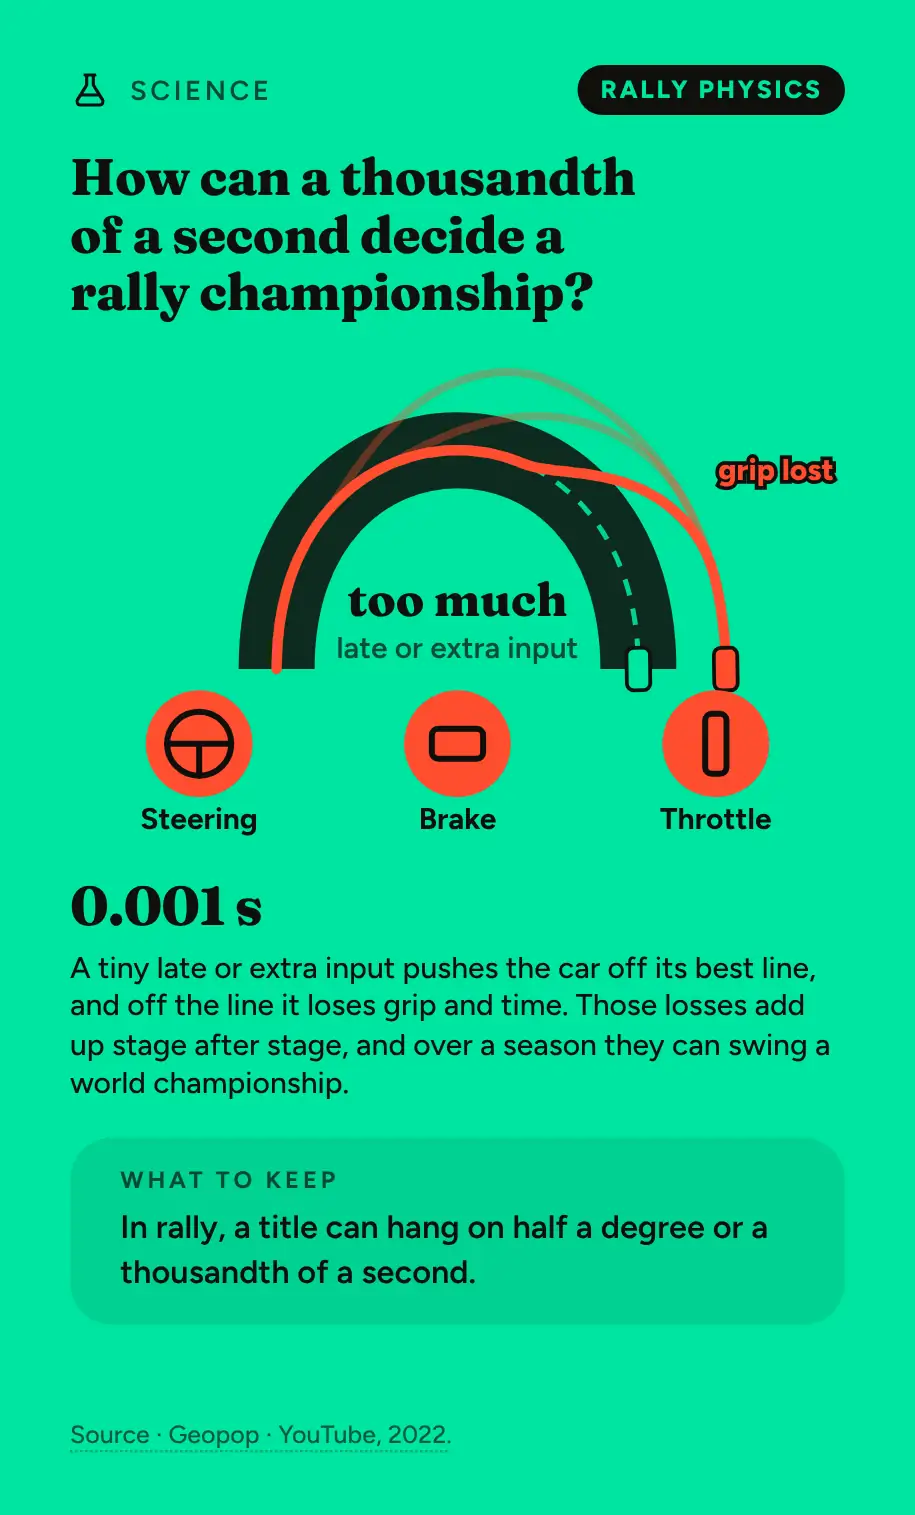 SCIENCE
RALLY PHYSICS
How can a thousandth
of a second decide a
rally championship?
grip lost
too much
late or extra input
Steering
Brake
Throttle
0.001 s
A tiny late or extra input pushes the car off its best line,
and off the line it loses grip and time. Those losses add
up stage after stage, and over a season they can swing a
world championship.
WHAT TO KEEP
In rally, a title can hang on half a degree or a
thousandth of a second.
Source · Geopop · YouTube, 2022.